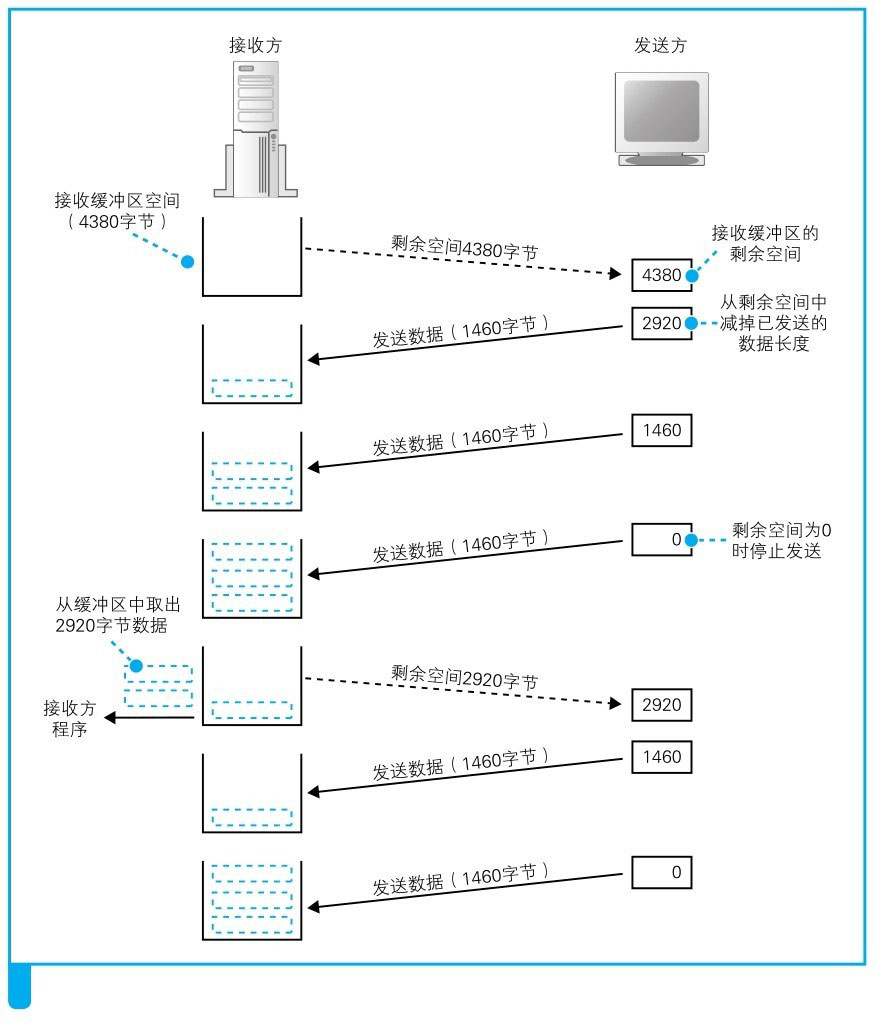 接收方
发送方
接收缓冲区空间
（4380字节）
剩余空间4380字节
4380
接收缓冲区的
剩余空间
发送数据（1460字节）
2920
从剩余空间中
减掉已发送的
数据长度
发送数据（1460字节）
1460
发送数据（1460字节）
0
剩余空间为0
时停止发送
从缓冲区中取出
2920字节数据
接收方
程序
剩余空间2920字节
2920
发送数据（1460字节）
1460
发送数据（1460字节）
0